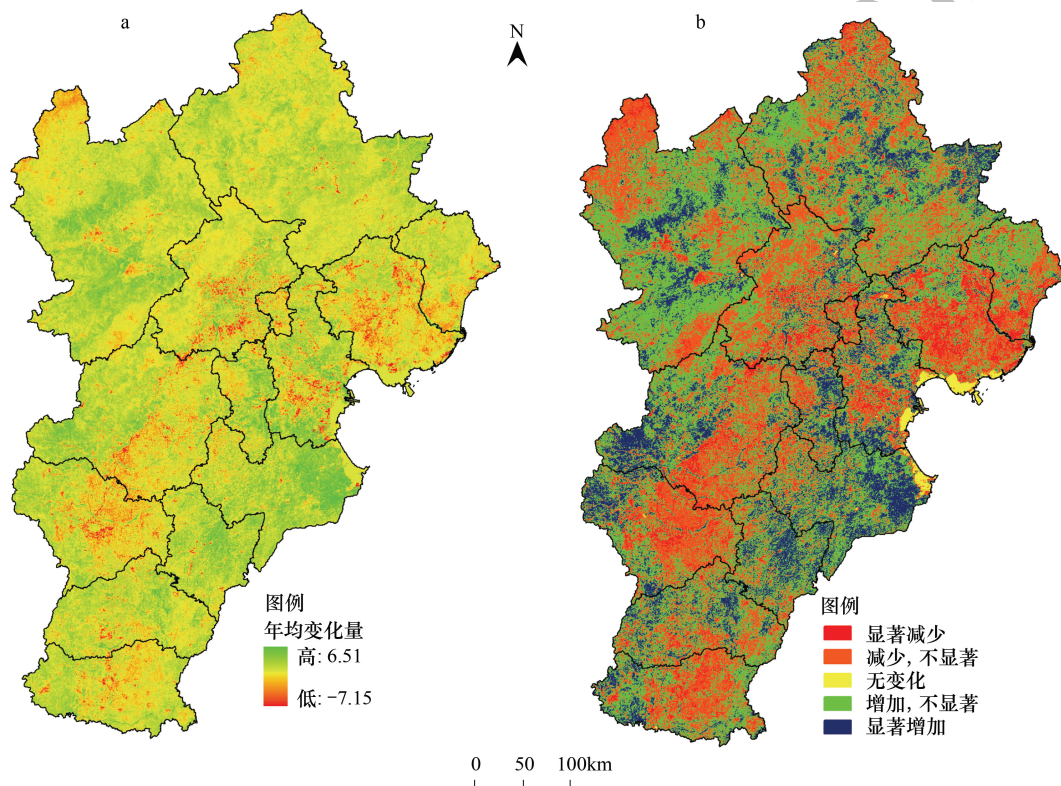 a
N
b
图例
年均变化量
高: 6.51
低: -7.15
图例
显著减少
减少, 不显著
无变化
增加, 不显著
显著增加
0 50 100km